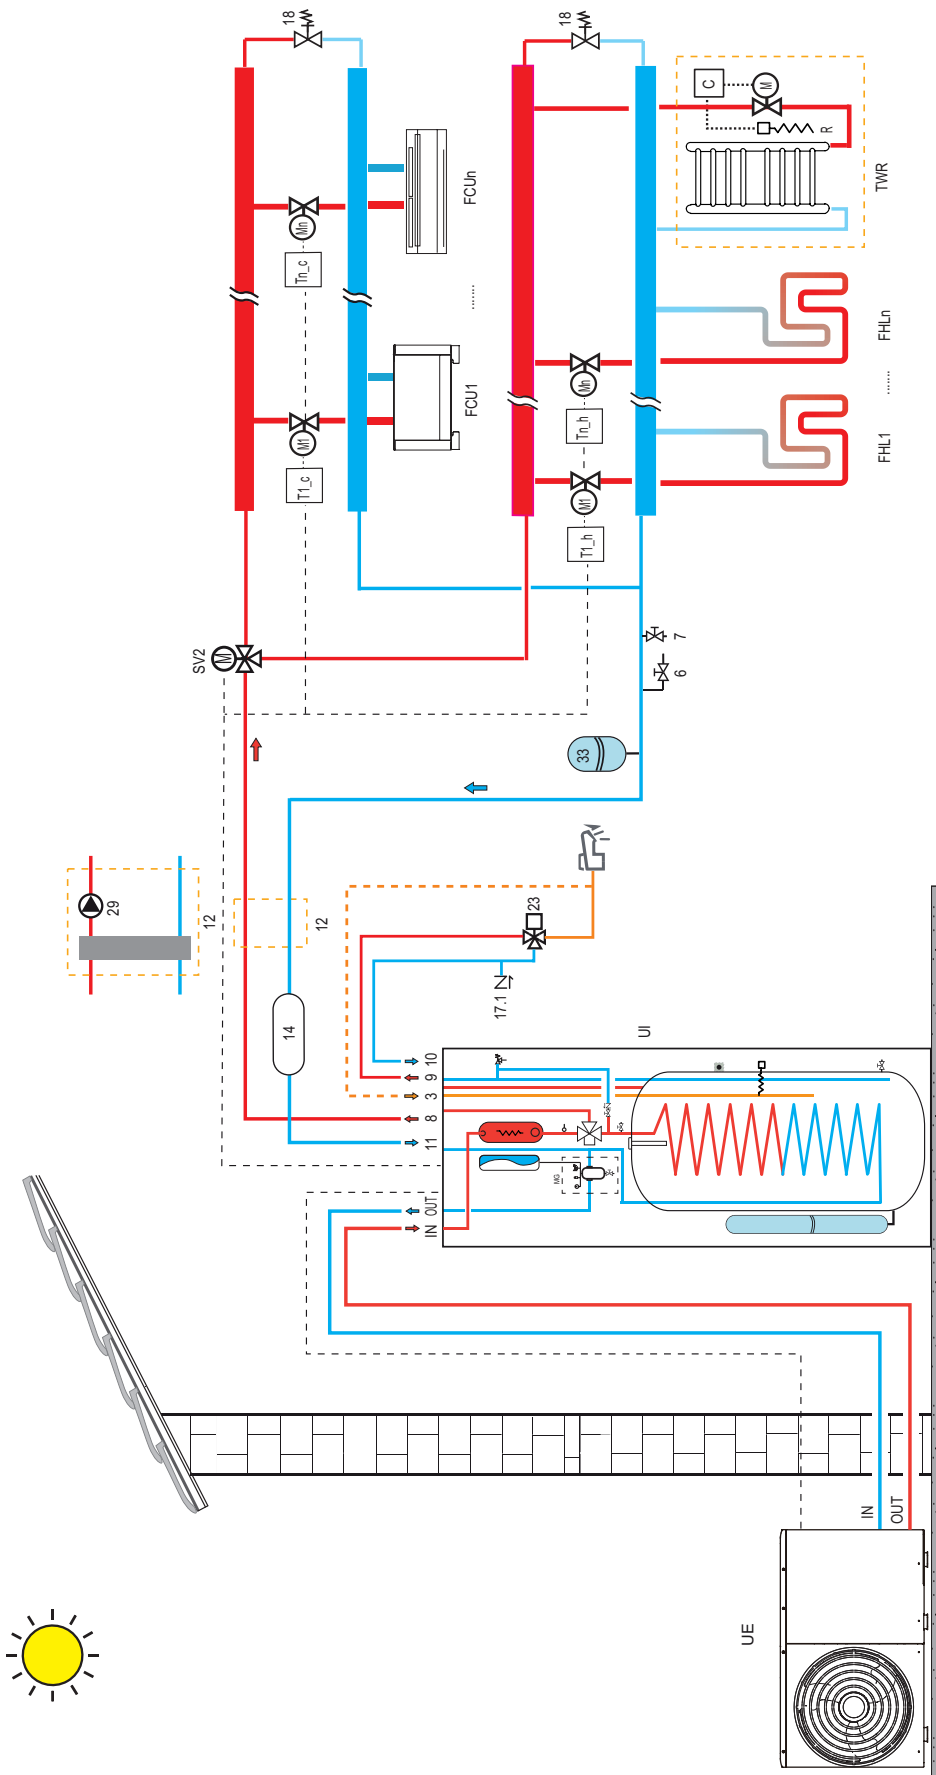 18
18
C
M
R
TWR
FCUn
Mn
Tn_c
FHLn
........
........
Mn
Tn_h
FCU1
M1
T1_c
FHL1
M1
T1_h
SV2
M
7
6
33
29
12
12
23
17.1
14
UI
10
9
3
8
11
OUT
IN
MG
IN
OUT
UE